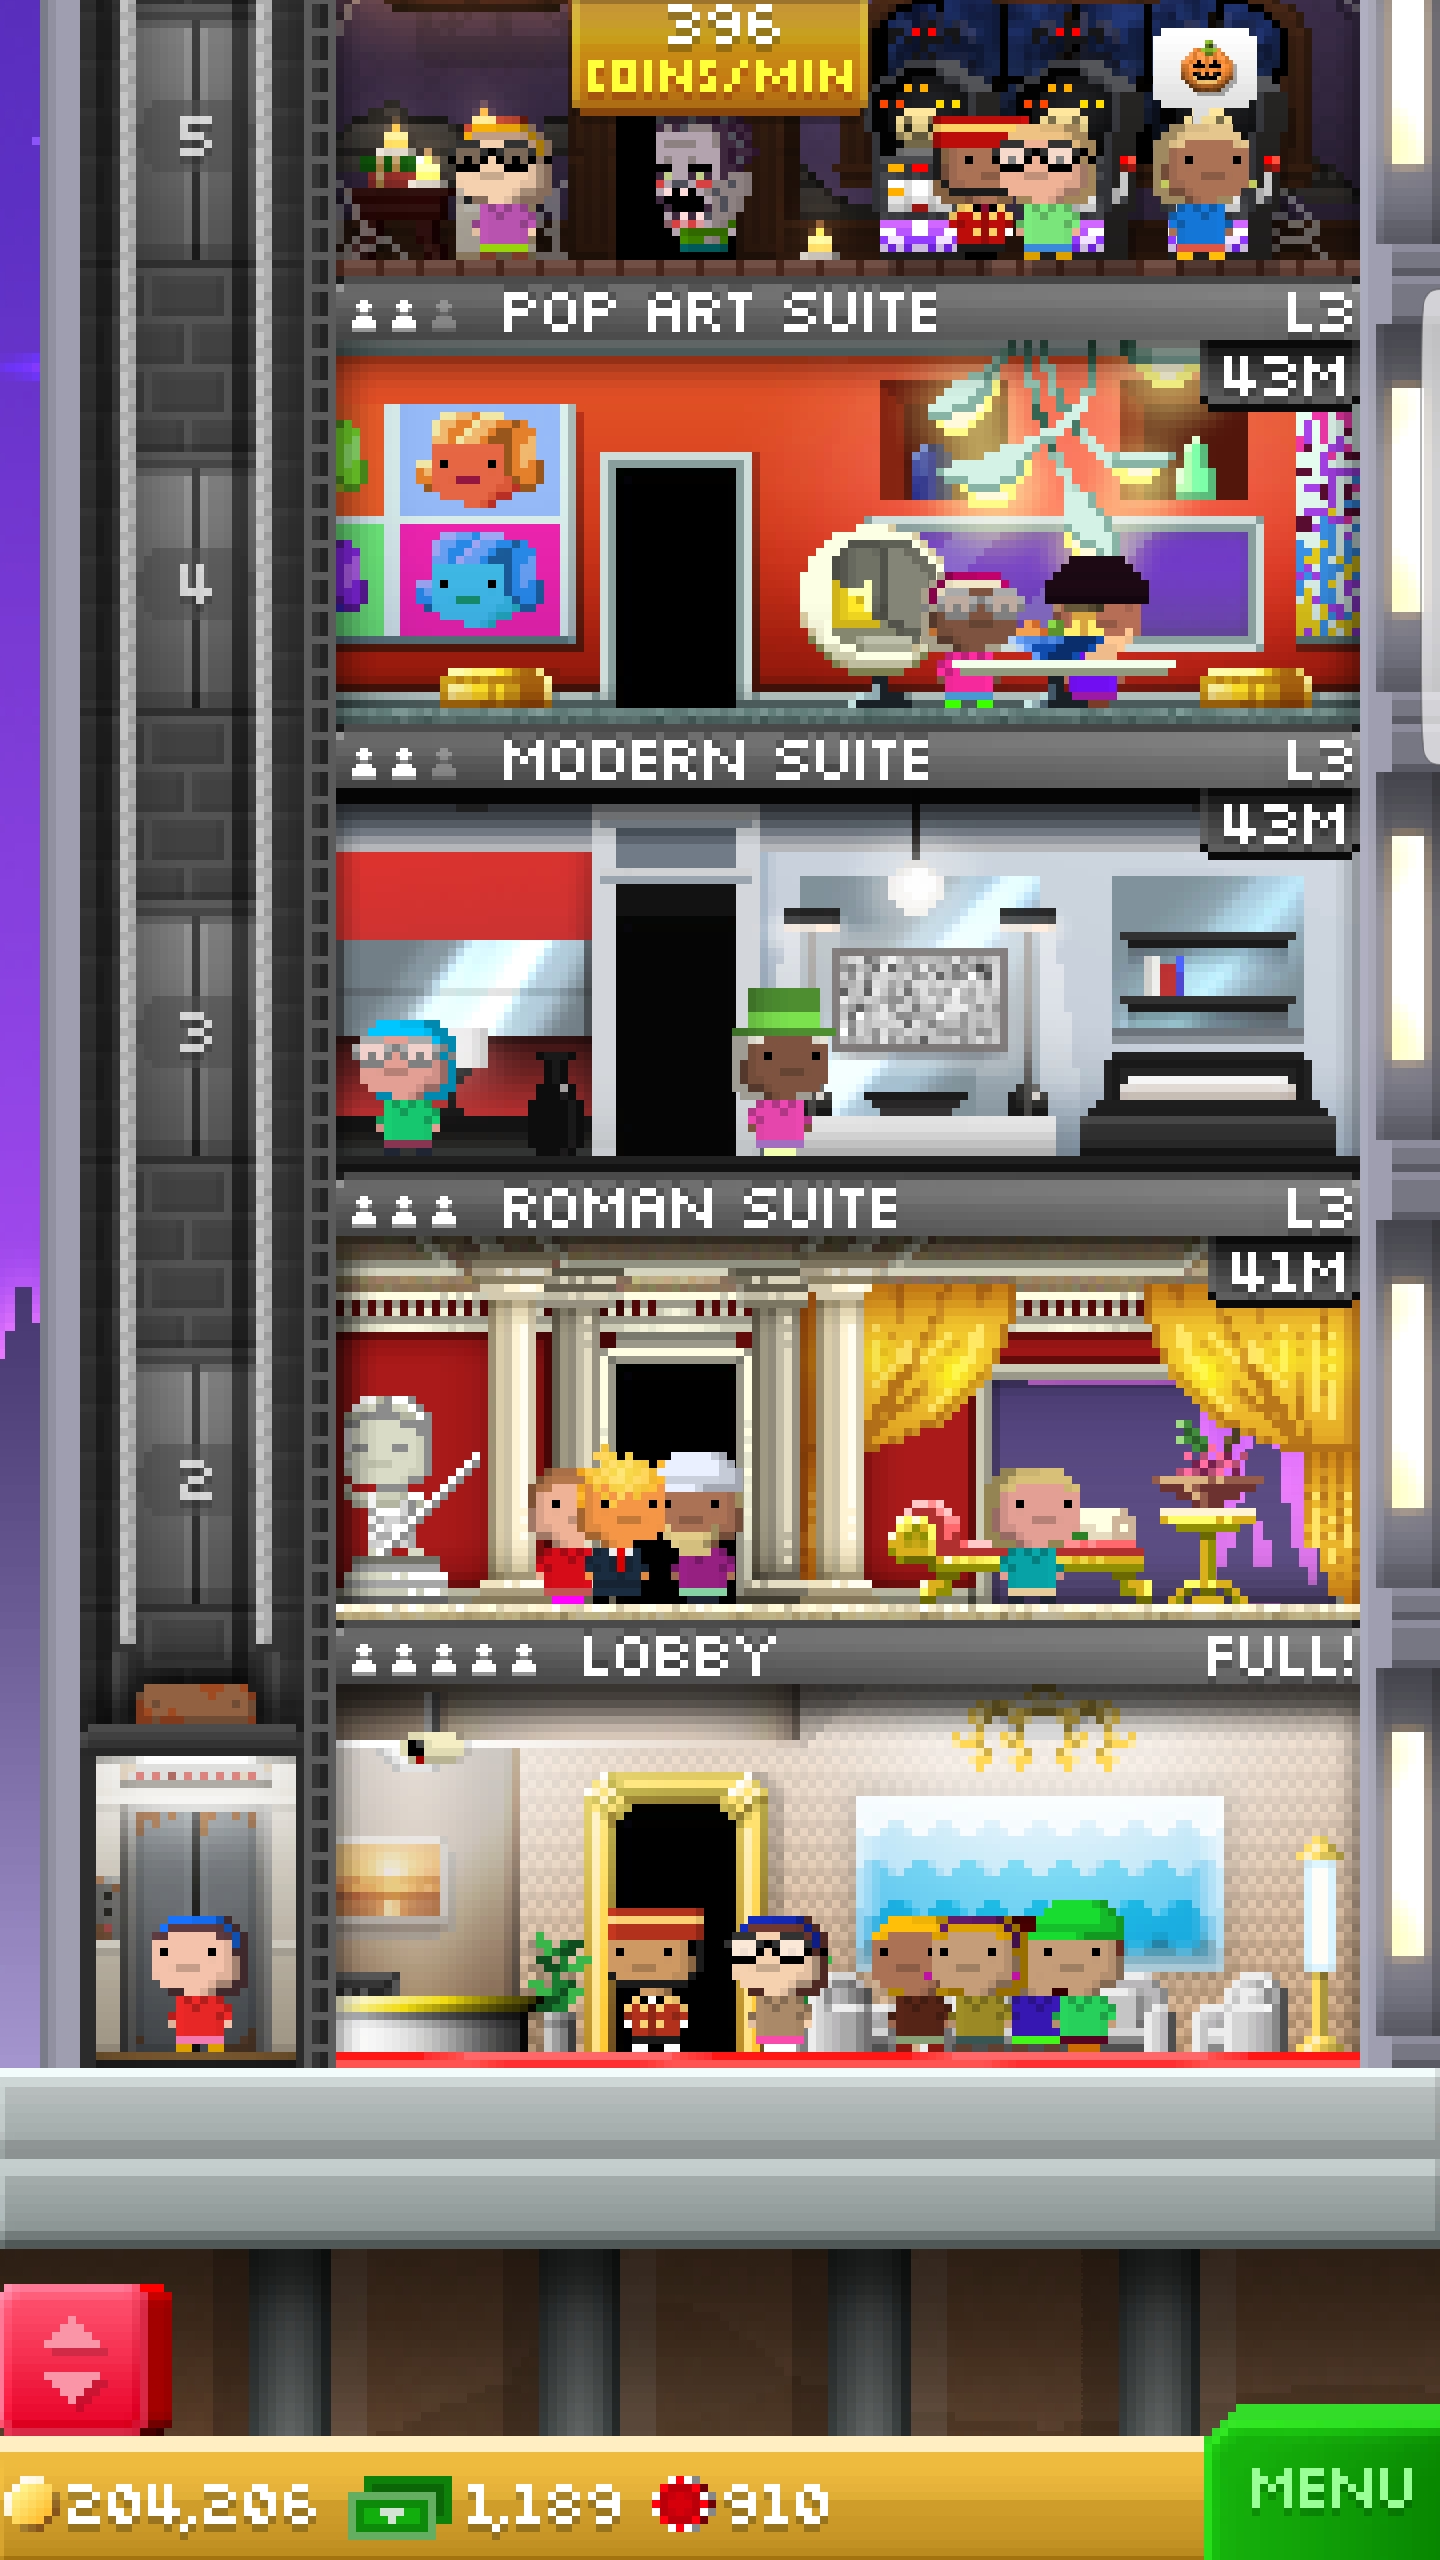 396
COINS/MIN
5
POP ART SUITE L3
43M
4
MODERN SUITE L3
43M
3
ROMAN SUITE L3
41M
2
LOBBY FULL!
204,206 1,189 910
MENU